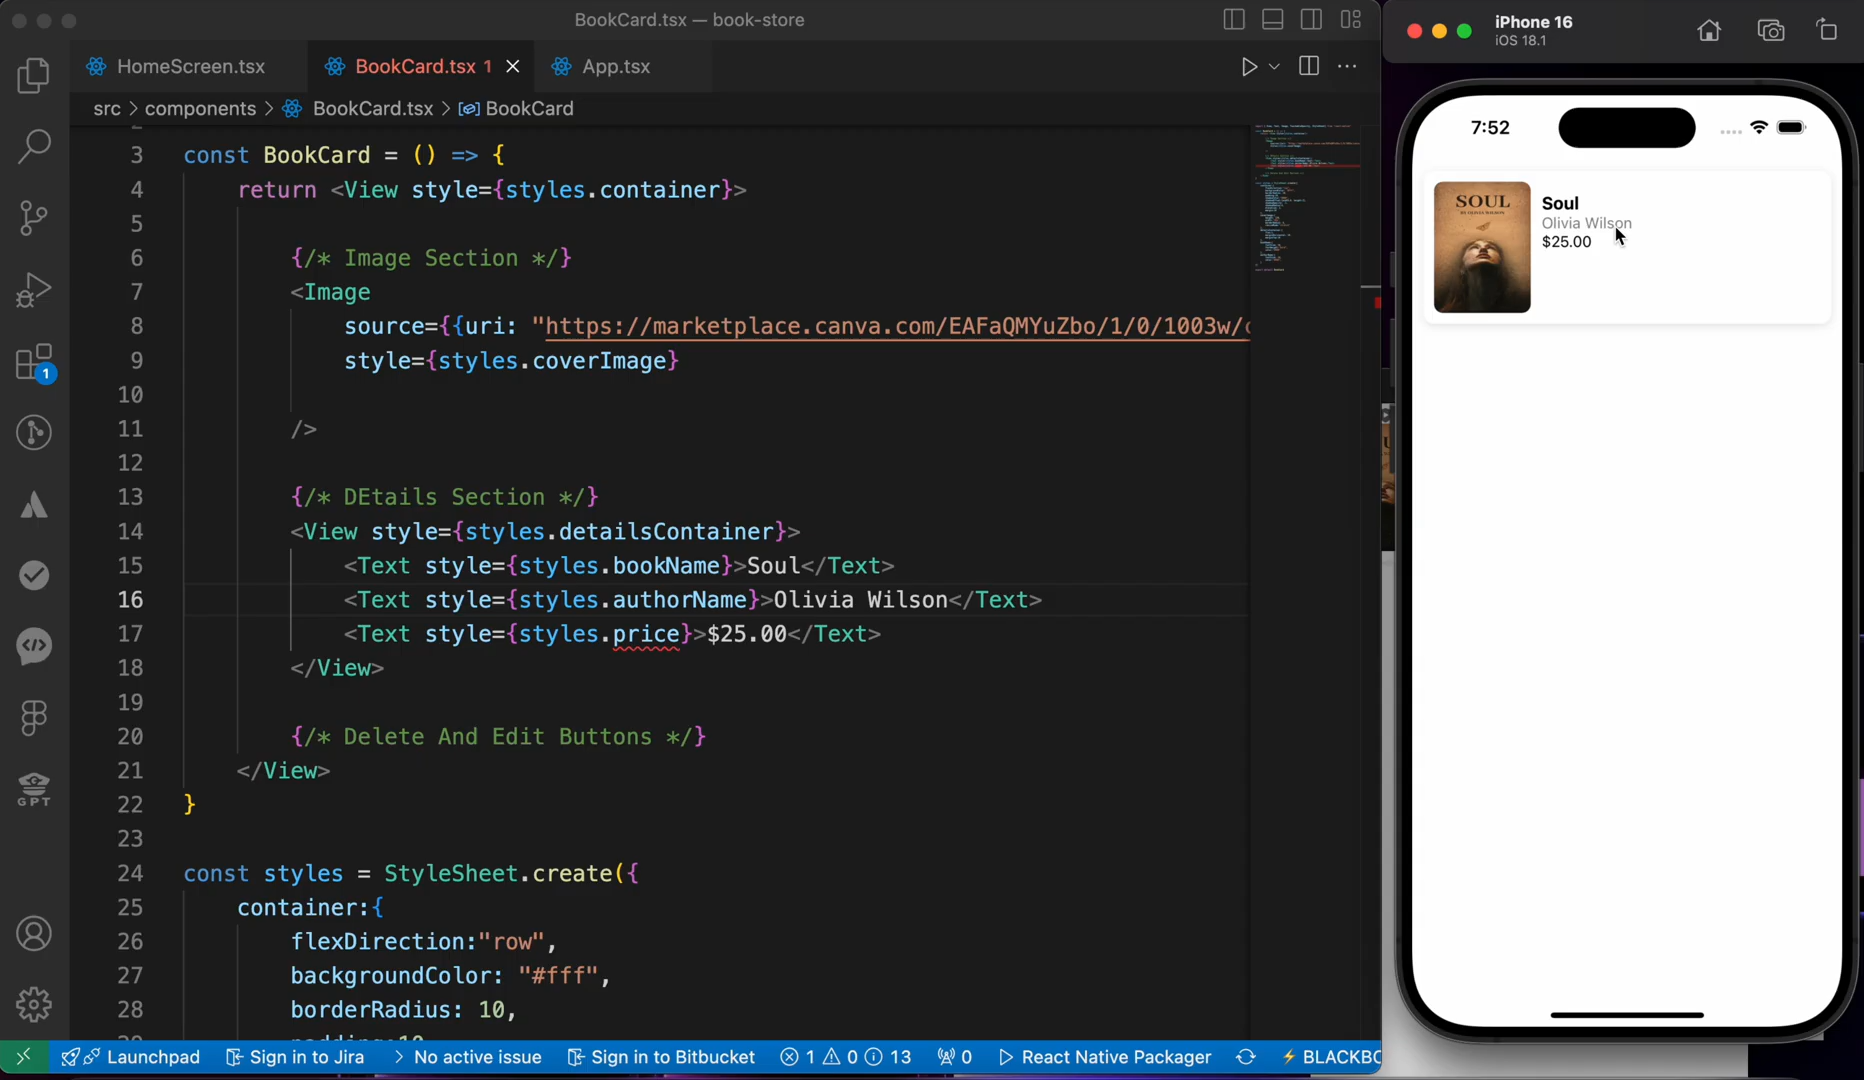 BookCard.tsx — book-store
HomeScreen.tsx
BookCard.tsx 1
App.tsx
src > components > BookCard.tsx > BookCard
3 const BookCard = () => {
4 return <View style={styles.container}>
5
6 {/* Image Section */}
7 <Image
8 source={{uri: "https://marketplace.canva.com/EAFaQMYuZbo/1/0/1003w/
9 style={styles.coverImage}
10
11 />
12
13 {/* DEtails Section */}
14 <View style={styles.detailsContainer}>
15 <Text style={styles.bookName}>Soul</Text>
16 <Text style={styles.authorName}>Olivia Wilson</Text>
17 <Text style={styles.price}>$25.00</Text>
18 </View>
19
20 {/* Delete And Edit Buttons */}
21 </View>
22 }
23
24 const styles = StyleSheet.create({
25 container:{
26 flexDirection:"row",
27 backgroundColor: "#fff",
28 borderRadius: 10,
1
GPT
Launchpad Sign in to Jira No active issue Sign in to Bitbucket 1 0 13 0 React Native Packager BLACKBO
iPhone 16
iOS 18.1
7:52
SOUL
BY OLIVIA WILSON
Soul
Olivia Wilson
$25.00